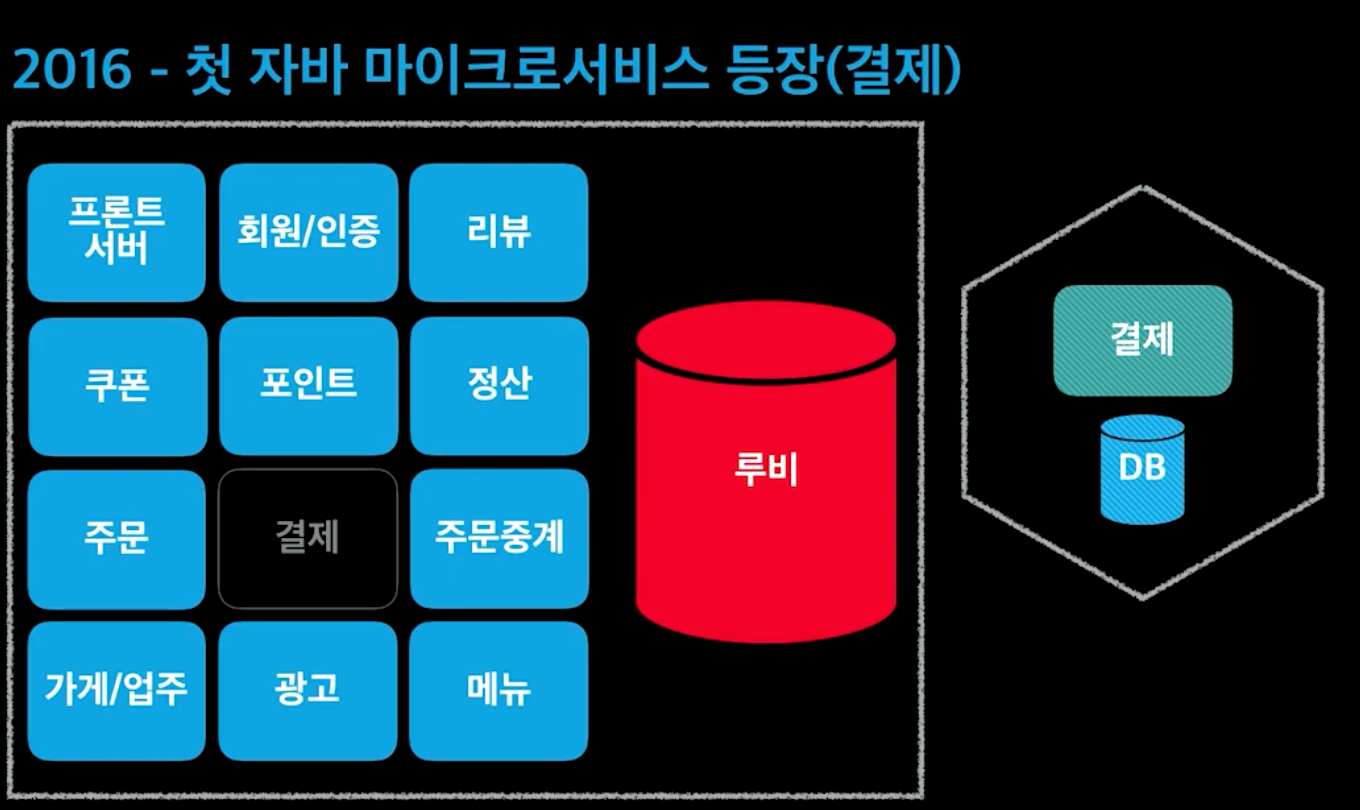 2016 - 첫 자바 마이크로서비스 등장(결제)
프론트
서버
회원/인증
리뷰
쿠폰
포인트
정산
주문
결제
주문중계
가게/업주
광고
메뉴
루비
결제
DB